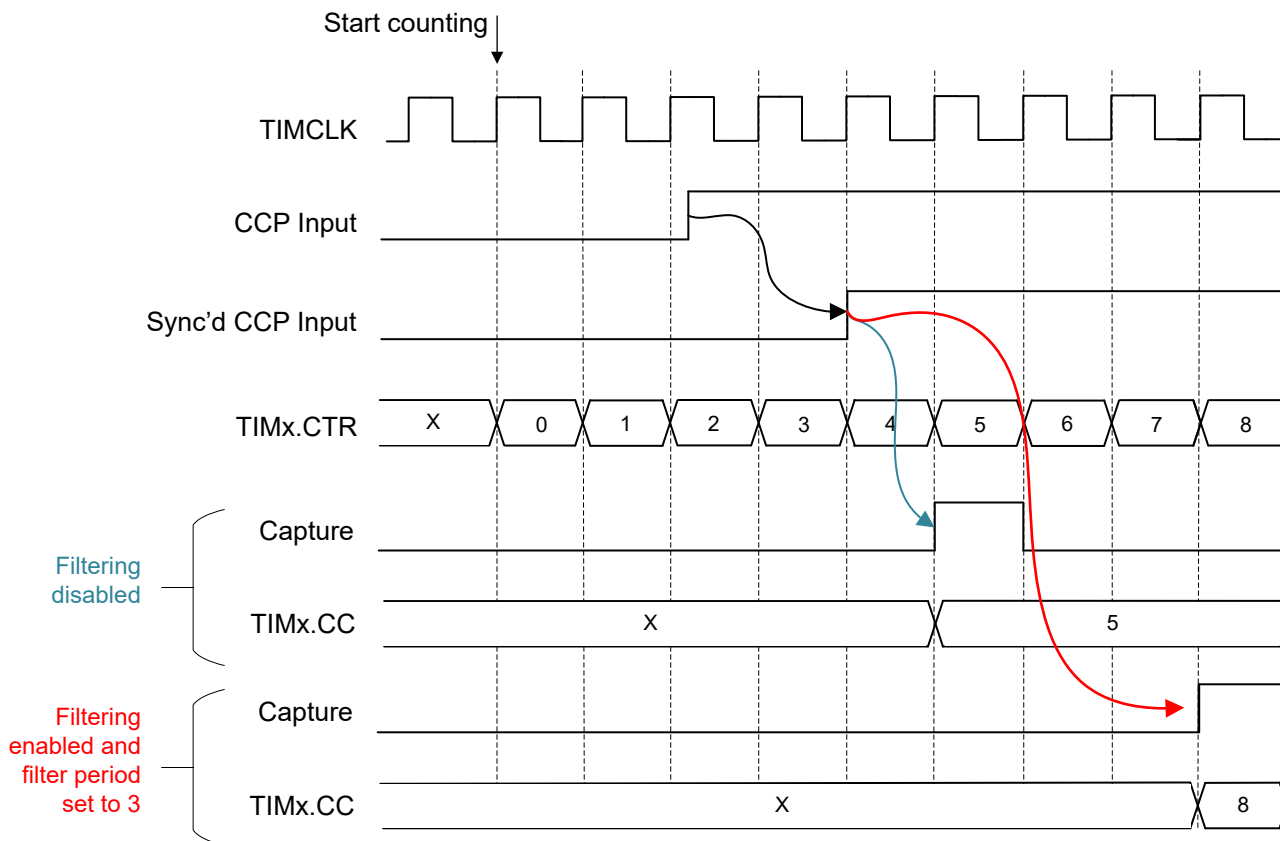 Start counting
TIMCLK
CCP Input
Sync’d CCP Input
TIMx.CTR
X 0 1 2 3 4 5 6 7 8
Filtering
disabled
Capture
TIMx.CC
X 5
Filtering
enabled and
filter period
set to 3
Capture
TIMx.CC
X 8